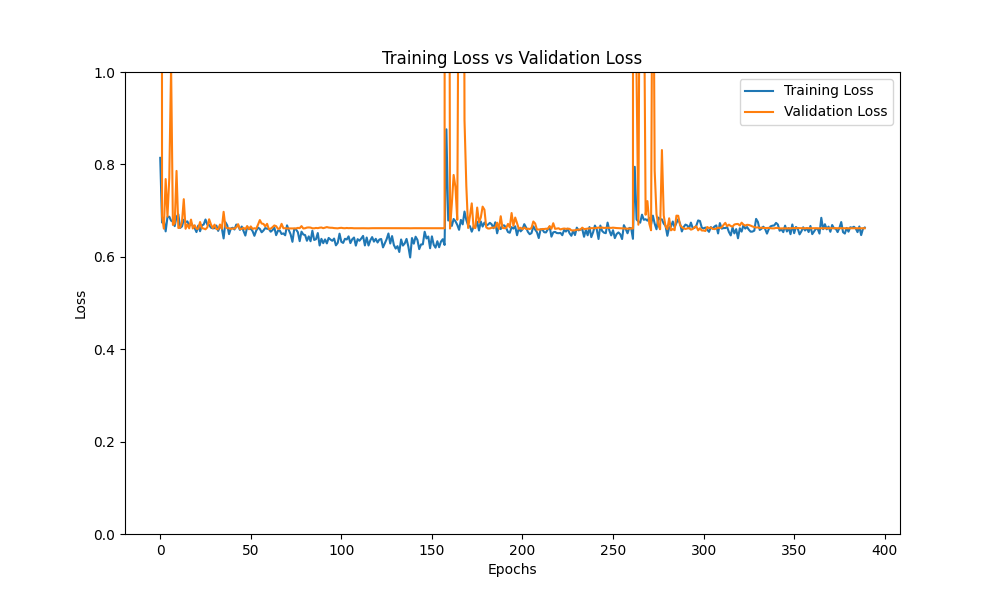 Training Loss vs Validation Loss
Training Loss
Validation Loss
Loss
1.0
0.8
0.6
0.4
0.2
0.0
0 50 100 150 200 250 300 350 400
Epochs